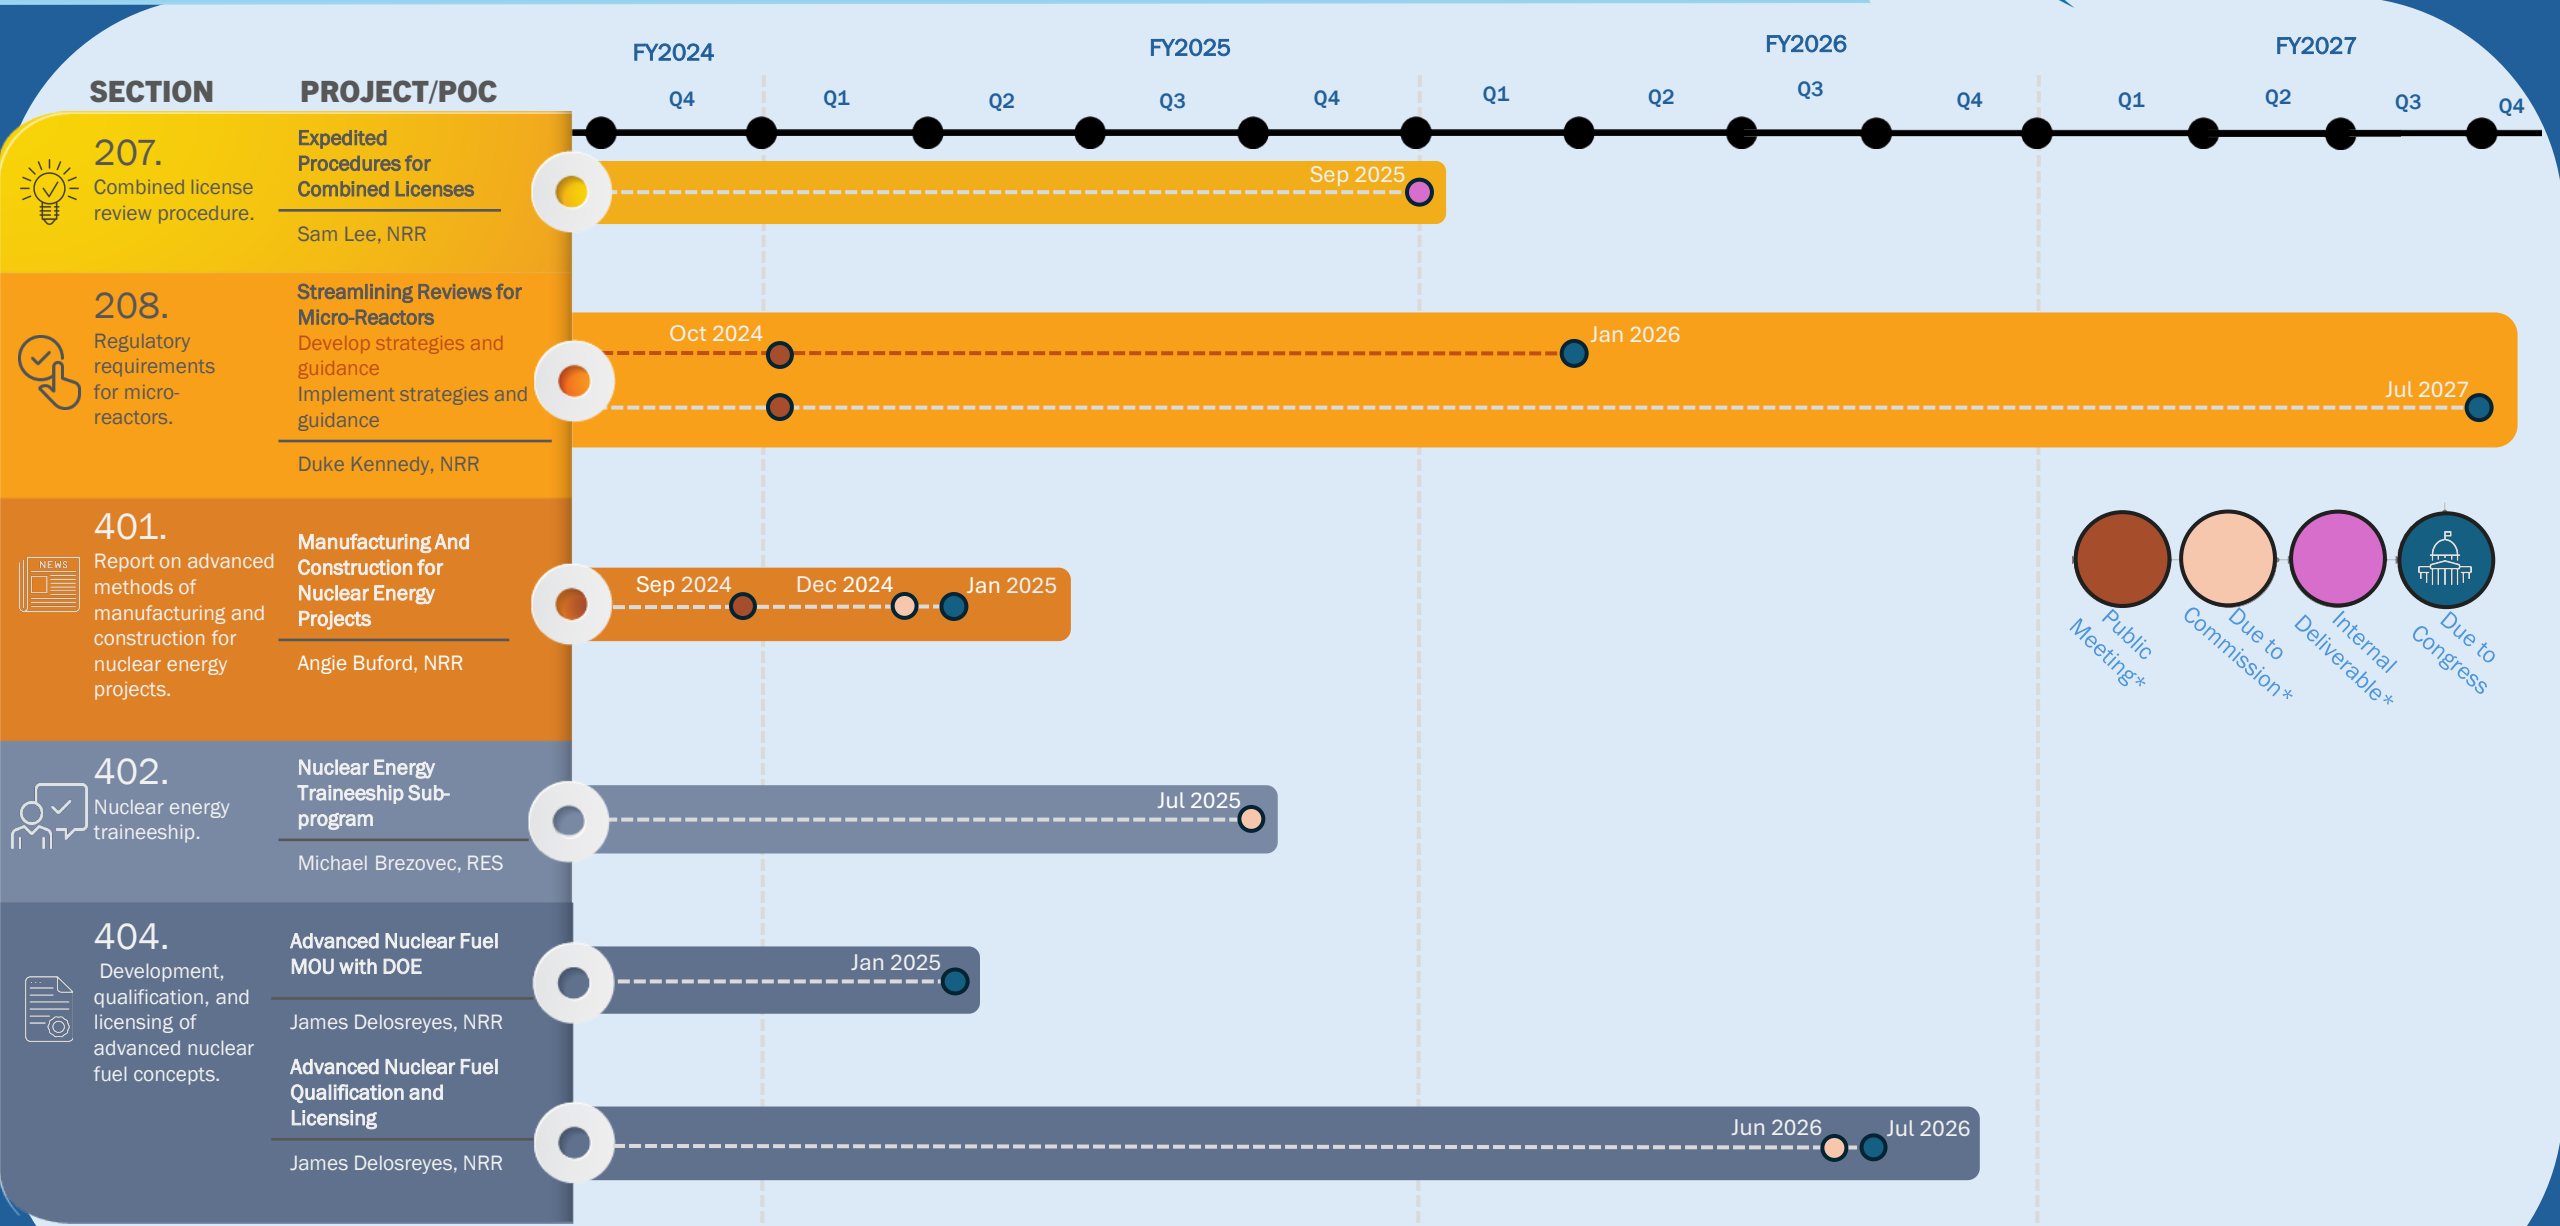 FY2024
FY2025
FY2026
FY2027
SECTION
PROJECT/POC
Q4
Q1
Q2
Q3
Q4
Q1
Q2
Q3
Q4
Q1
Q2
Q3
Q4
207.
Combined license
review procedure.
Expedited
Procedures for
Combined Licenses
Sam Lee, NRR
Sep 2025
208.
Regulatory
requirements
for micro-
reactors.
Streamlining Reviews for
Micro-Reactors
Develop strategies and
guidance
Implement strategies and
guidance
Duke Kennedy, NRR
Oct 2024
Jan 2026
Jul 2027
401.
NEWS
Report on advanced
methods of
manufacturing and
construction for
nuclear energy
projects.
Manufacturing And
Construction for
Nuclear Energy
Projects
Angie Buford, NRR
Sep 2024
Dec 2024
Jan 2025
Public
Meeting*
Due to
Commission*
Internal
Deliverable*
Due to
Congress
402.
Nuclear energy
traineeship.
Nuclear Energy
Traineeship Sub-
program
Michael Brezovec, RES
Jul 2025
404.
Development,
qualification, and
licensing of
advanced nuclear
fuel concepts.
Advanced Nuclear Fuel
MOU with DOE
James Delosreyes, NRR
Jan 2025
Advanced Nuclear Fuel
Qualification and
Licensing
James Delosreyes, NRR
Jun 2026
Jul 2026